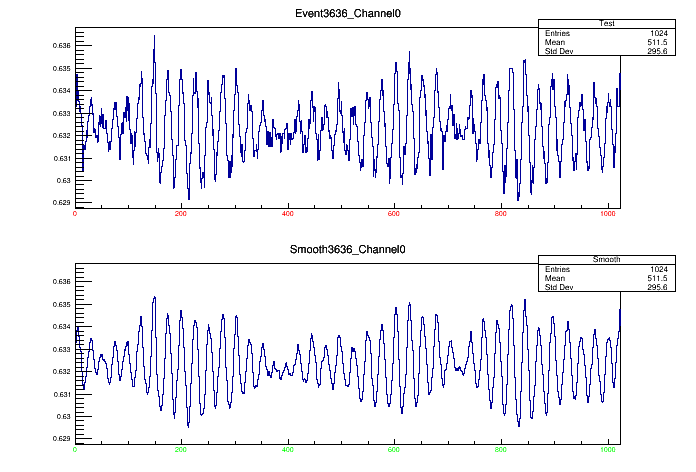 Event3636_Channel0
Test
Entries 1024
Mean 511.5
Std Dev 295.6
0.636
0.635
0.634
0.633
0.632
0.631
0.63
0.629
0 200 400 600 800 1000
Smooth3636_Channel0
Smooth
Entries 1024
Mean 511.5
Std Dev 295.6
0.636
0.635
0.634
0.633
0.632
0.631
0.63
0.629
0 200 400 600 800 1000